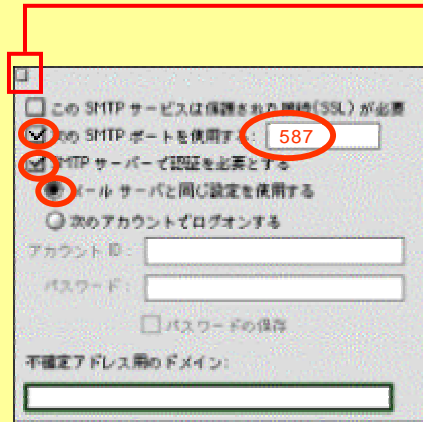 この SMTP サービスは保護された接続(SSL) が必要
次の SMTP ポートを使用する: 587
SMTP サーバーで認証を必要とする
メール サーバと同じ設定を使用する
次のアカウントでログオンする
アカウント ID:
パスワード:
パスワードの保存
不確定アドレス用のドメイン: